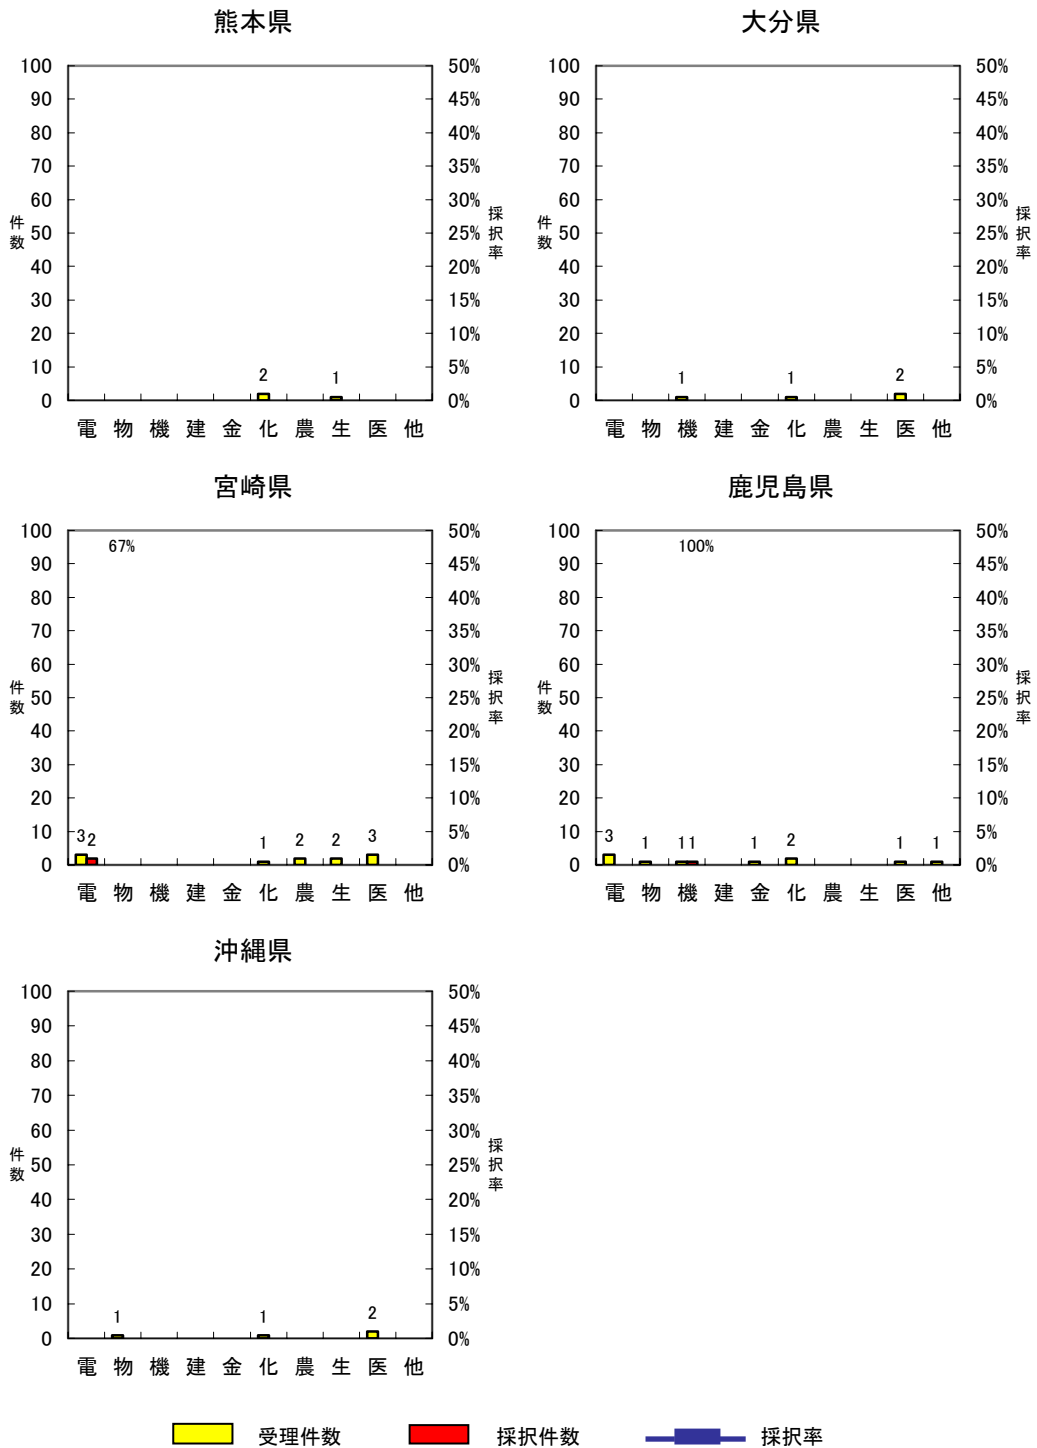 熊本県
100 90 80 70 60 50 40 30 20 10 0
件数
2 1
50% 45% 40% 35% 30% 25% 20% 15% 10% 5% 0%
採択率
電 物 機 建 金 化 農 生 医 他
大分県
100 90 80 70 60 50 40 30 20 10 0
件数
1 1 2
50% 45% 40% 35% 30% 25% 20% 15% 10% 5% 0%
採択率
電 物 機 建 金 化 農 生 医 他
宮崎県
100 90 80 70 60 50 40 30 20 10 0
件数
67%
3 2 1 2 2 3
50% 45% 40% 35% 30% 25% 20% 15% 10% 5% 0%
採択率
電 物 機 建 金 化 農 生 医 他
鹿児島県
100 90 80 70 60 50 40 30 20 10 0
件数
100%
3 1 1 1 1 2 1 1
50% 45% 40% 35% 30% 25% 20% 15% 10% 5% 0%
採択率
電 物 機 建 金 化 農 生 医 他
沖縄県
100 90 80 70 60 50 40 30 20 10 0
件数
1 1 2
50% 45% 40% 35% 30% 25% 20% 15% 10% 5% 0%
採択率
電 物 機 建 金 化 農 生 医 他
受理件数 採択件数 採択率